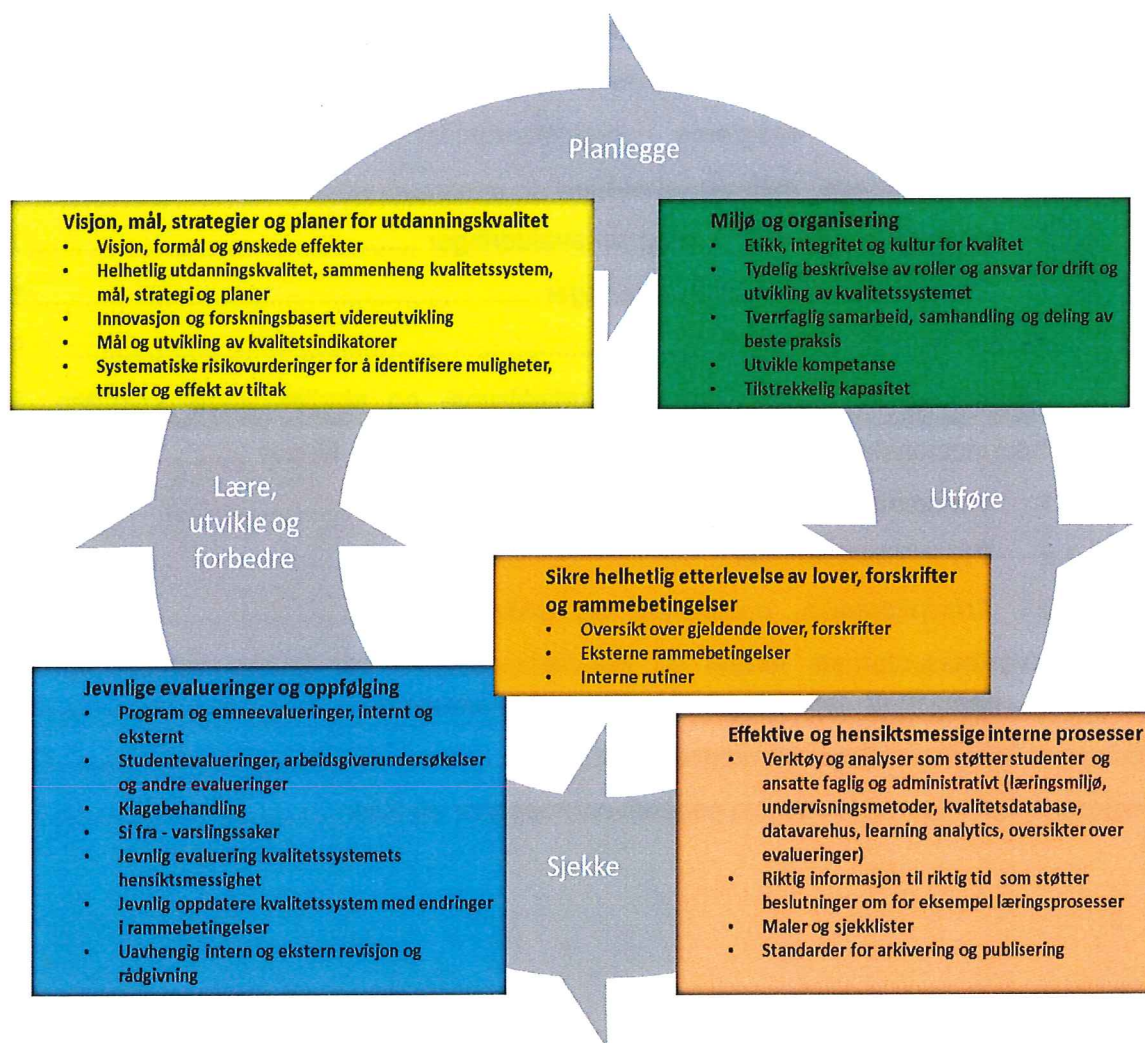 Planlegge
Visjon, mål, strategier og planer for utdanningskvalitet
• Visjon, formål og ønskede effekter
• Helhetlig utdanningskvalitet, sammenheng kvalitetssystem,
mål, strategi og planer
• Innovasjon og forskningsbasert videreutvikling
• Mål og utvikling av kvalitetsindikatorer
• Systematiske risikovurderinger for å identifisere muligheter,
trusler og effekt av tiltak
Miljø og organisering
• Etikk, integritet og kultur for kvalitet
• Tydelig beskrivelse av roller og ansvar for drift og
utvikling av kvalitetssystemet
• Tverrfaglig samarbeid, samhandling og deling av
beste praksis
• Utvikle kompetanse
• Tilstrekkelig kapasitet
Lære,
utvikle og
forbedre
Utføre
Sikre helhetlig etterlevelse av lover, forskrifter
og rammebetingelser
• Oversikt over gjeldende lover, forskrifter
• Eksterne rammebetingelser
• Interne rutiner
Jevnlige evalueringer og oppfølging
• Program og emneevalueringer, internt og
eksternt
• Studentevalueringer, arbeidsgiverundersøkelser
og andre evalueringer
• Klagebehandling
• Si fra - varslingssaker
• Jevnlig evaluering kvalitetssystemets
hensiktsmessighet
• Jevnlig oppdatere kvalitetssystem med endringer
i rammebetingelser
• Uavhengig intern og ekstern revisjon og
rådgivning
Sjekke
Effektive og hensiktsmessige interne prosesser
• Verktøy og analyser som støtter studenter og
ansatte faglig og administrativt (læringsmiljø,
undervisningsmetoder, kvalitetsdatabase,
datavarehus, learning analytics, oversikter over
evalueringer)
• Riktig informasjon til riktig tid som støtter
beslutninger om for eksempel læringsprosesser
• Maler og sjekklister
• Standarder for arkivering og publisering